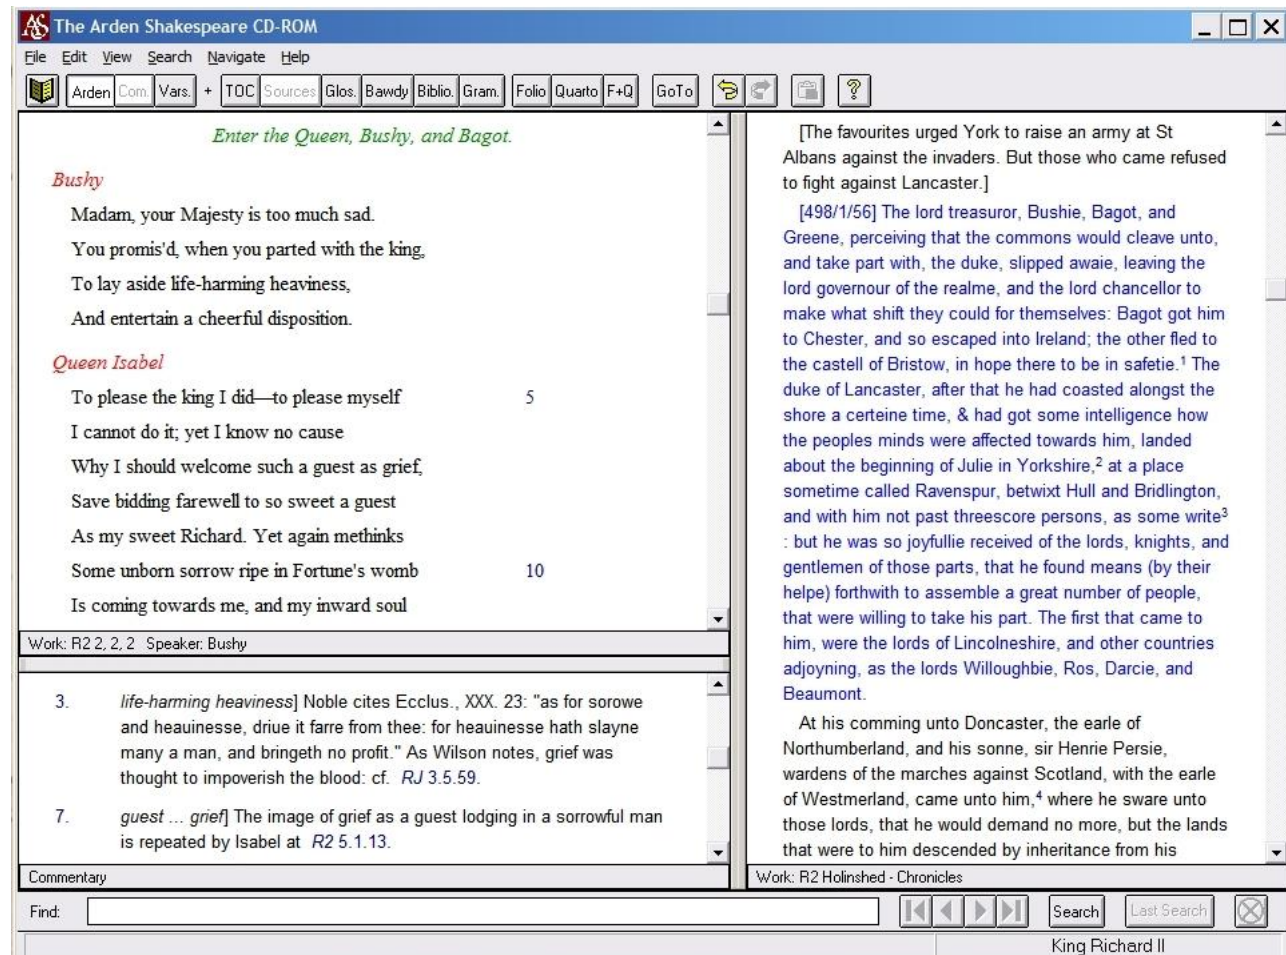 The Arden Shakespeare CD-ROM
File Edit View Search Navigate Help
Arden Com. Vars. + TOC Sources Glos. Bawdy Biblio. Gram. Folio Quarto F+Q GoTo ?
Enter the Queen, Bushy, and Bagot.
Bushy
Madam, your Majesty is too much sad.
You promis'd, when you parted with the king,
To lay aside life-harming heaviness,
And entertain a cheerful disposition.
Queen Isabel
To please the king I did—to please myself 5
I cannot do it; yet I know no cause
Why I should welcome such a guest as grief,
Save bidding farewell to so sweet a guest
As my sweet Richard. Yet again methinks
Some unborn sorrow ripe in Fortune's womb 10
Is coming towards me, and my inward soul
Work: R2 2, 2, 2 Speaker: Bushy
3. life-harming heaviness] Noble cites Ecclus., XXX. 23: "as for sorowe
and heauinesse, driue it farre from thee: for heauinesse hath slayne
many a man, and bringeth no profit." As Wilson notes, grief was
thought to impoverish the blood: cf. RJ 3.5.59.
7. guest ... grief] The image of grief as a guest lodging in a sorrowful man
is repeated by Isabel at R2 5.1.13.
Commentary
[The favourites urged York to raise an army at St
Albans against the invaders. But those who came refused
to fight against Lancaster.]
[498/1/56] The lord treasuror, Bushie, Bagot, and
Greene, perceiving that the commons would cleave unto,
and take part with, the duke, slipped awaie, leaving the
lord governour of the realme, and the lord chancellor to
make what shift they could for themselves: Bagot got him
to Chester, and so escaped into Ireland; the other fled to
the castell of Bristow, in hope there to be in safetie.1 The
duke of Lancaster, after that he had coasted alongst the
shore a certeine time, & had got some intelligence how
the peoples minds were affected towards him, landed
about the beginning of Julie in Yorkshire,2 at a place
sometime called Ravenspur, betwixt Hull and Bridlington,
and with him not past threescore persons, as some write3
: but he was so joyfullie received of the lords, knights, and
gentlemen of those parts, that he found means (by their
helpe) forthwith to assemble a great number of people,
that were willing to take his part. The first that came to
him, were the lords of Lincolneshire, and other countries
adjoyning, as the lords Willoughbie, Ros, Darcie, and
Beaumont.
At his comming unto Doncaster, the earle of
Northumberland, and his sonne, sir Henrie Persie,
wardens of the marches against Scotland, with the earle
of Westmerland, came unto him,4 where he sware unto
those lords, that he would demand no more, but the lands
that were to him descended by inheritance from his
Work: R2 Holinshed - Chronicles
Find: Search Last Search
King Richard II